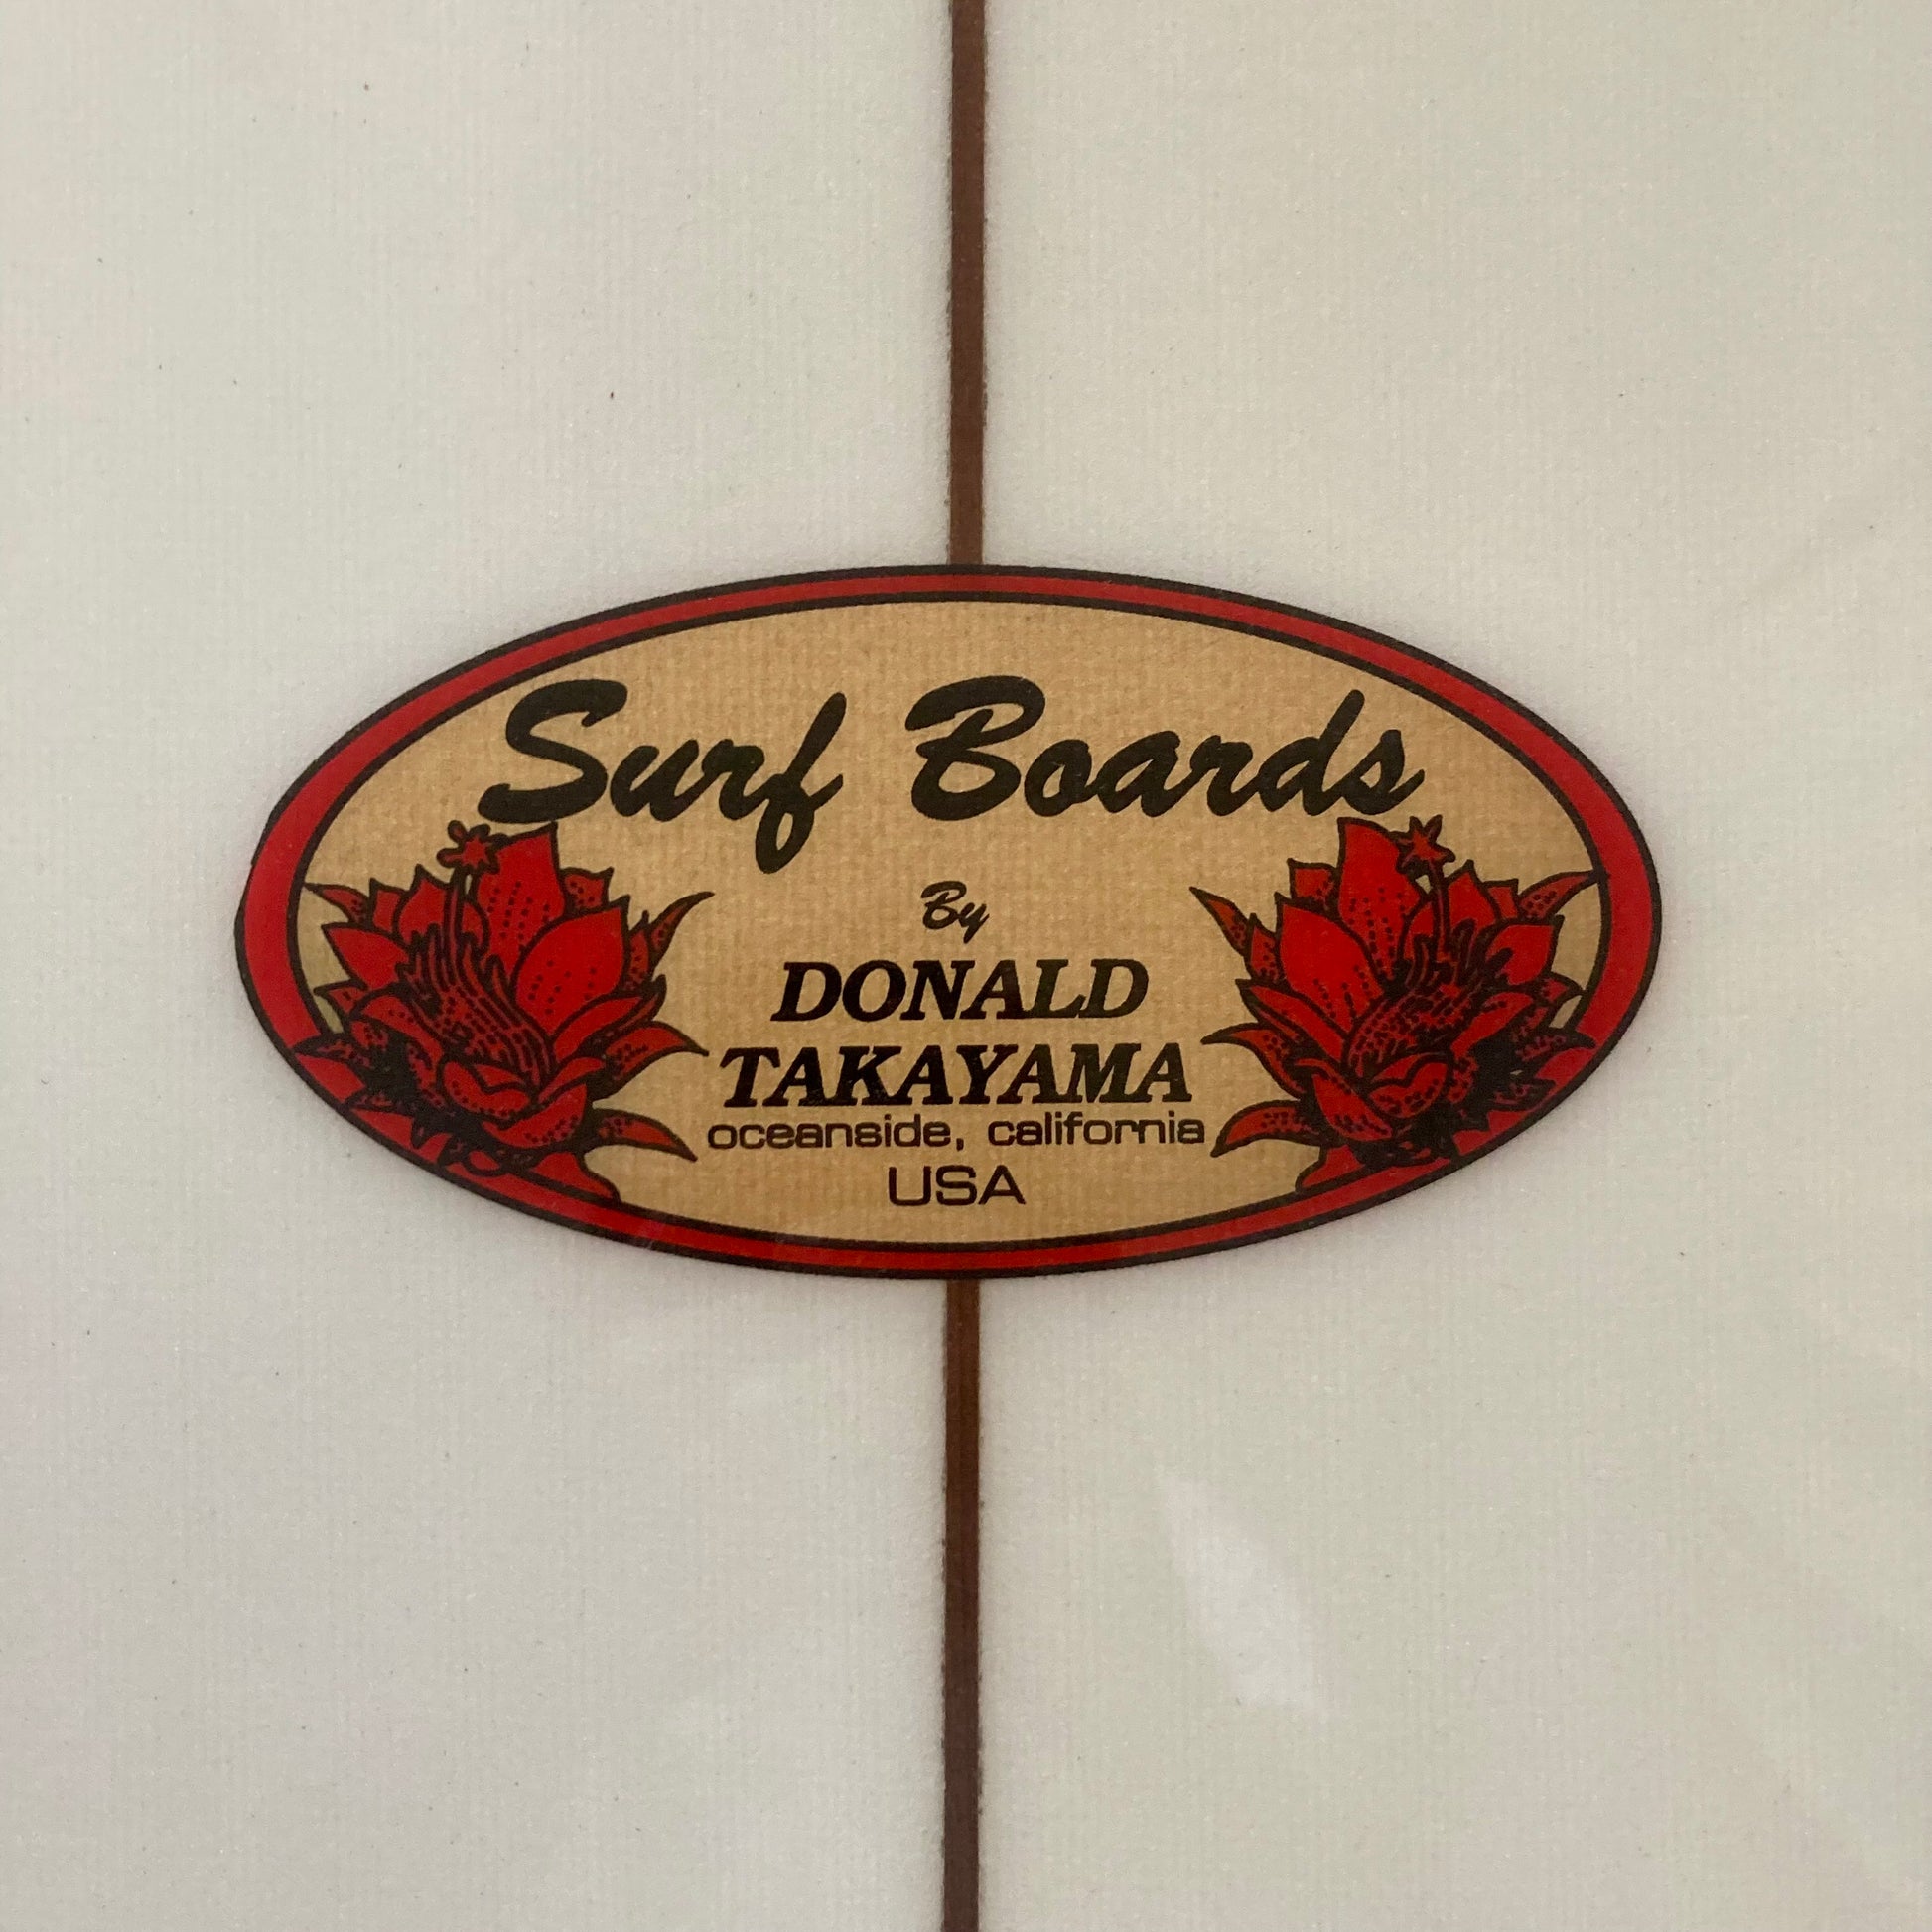 Surf Boards
By
DONALD
TAKAYAMA
oceanside, california
USA